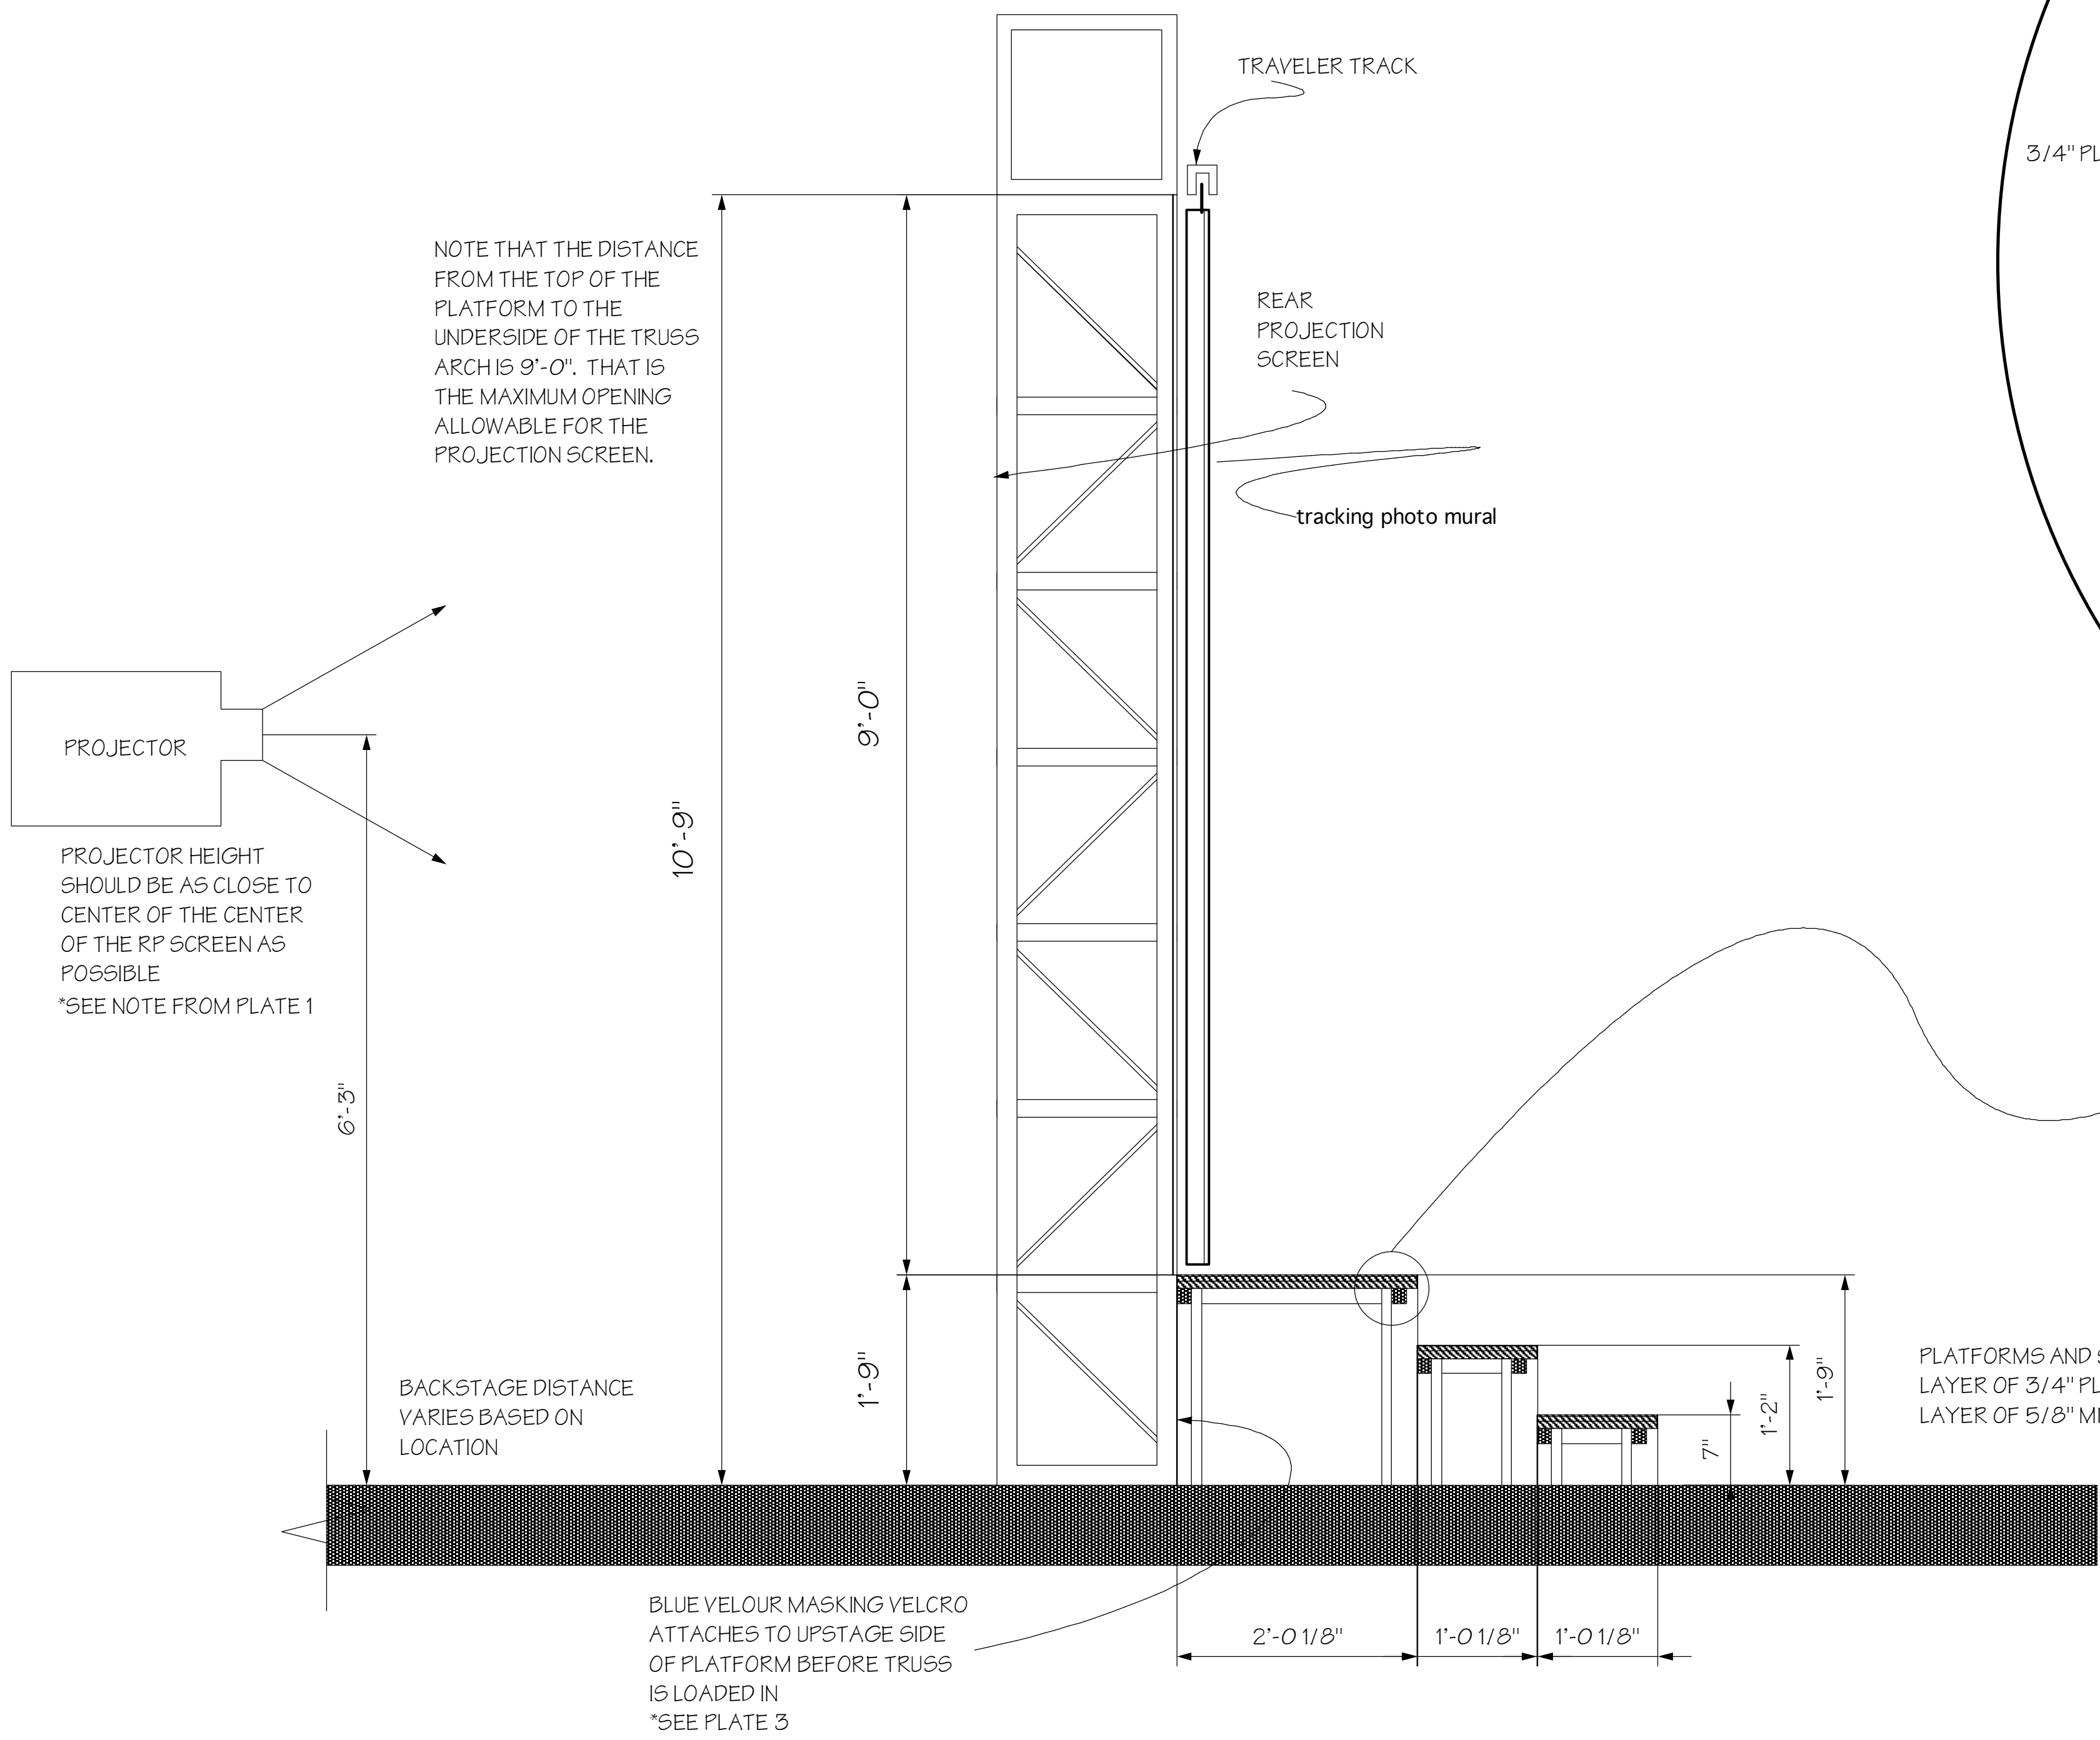 TRAVELER TRACK
3/4" PL
NOTE THAT THE DISTANCE
FROM THE TOP OF THE
PLATFORM TO THE
UNDERSIDE OF THE TRUSS
ARCH IS 9'-0". THAT IS
THE MAXIMUM OPENING
ALLOWABLE FOR THE
PROJECTION SCREEN.
REAR
PROJECTION
SCREEN
tracking photo mural
PROJECTOR
9'-0"
10'-9"
PROJECTOR HEIGHT
SHOULD BE AS CLOSE TO
CENTER OF THE CENTER
OF THE RP SCREEN AS
POSSIBLE
*SEE NOTE FROM PLATE 1
6'-3"
BACKSTAGE DISTANCE
VARIES BASED ON
LOCATION
1'-9"
7"
1'-2"
1'-9"
PLATFORMS AND
LAYER OF 3/4" PL
LAYER OF 5/8" M
BLUE VELOUR MASKING VELCRO
ATTACHES TO UPSTAGE SIDE
OF PLATFORM BEFORE TRUSS
IS LOADED IN
*SEE PLATE 3
2'-0 1/8"
1'-0 1/8"
1'-0 1/8"